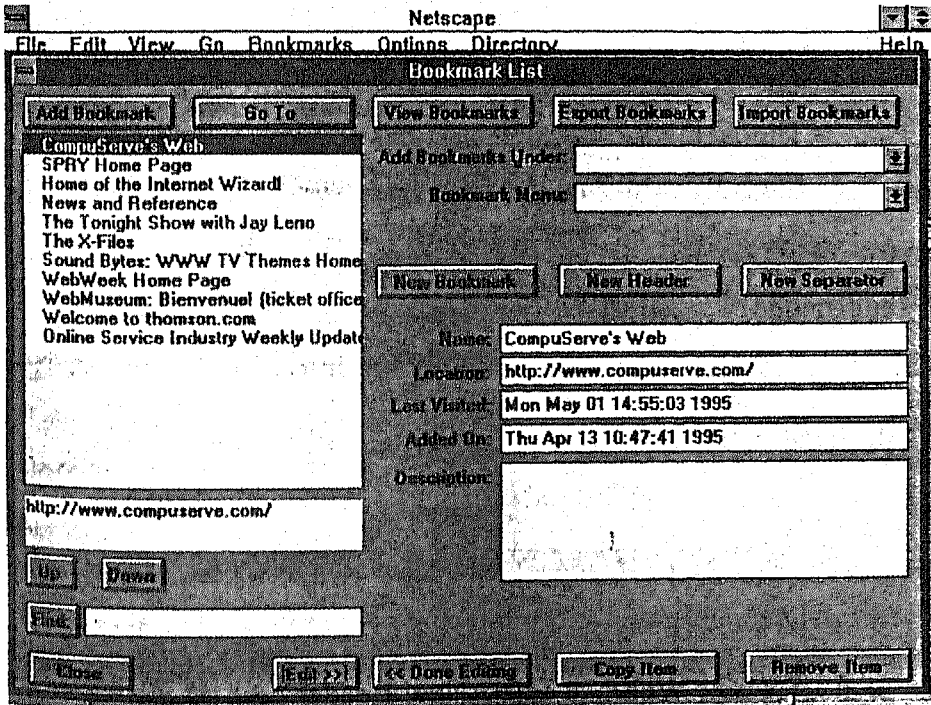 Netscape
File Edit View Go Bookmarks Options Directory Help
Bookmark List
Add Bookmark Go To View Bookmarks Export Bookmarks Import Bookmarks
CompuServe's Web
SPRY Home Page
Home of the Internet Wizard!
News and Reference
The Tonight Show with Jay Leno
The X-Files
Sound Bytes: WWW TV Themes Home
WebWeek Home Page
WebMuseum: Bienvenue! (ticket office
Welcome to thomson.com
Online Service Industry Weekly Update
http://www.compuserve.com/
Up Down
Find
Close Edit >>
Add Bookmarks Under:
Bookmark Menu:
New Bookmark New Header New Separator
Name: CompuServe's Web
Location: http://www.compuserve.com/
Last Visited: Mon May 01 14:55:03 1995
Added On: Thu Apr 13 10:47:41 1995
Description:
<< Done Editing Copy Item Remove Item